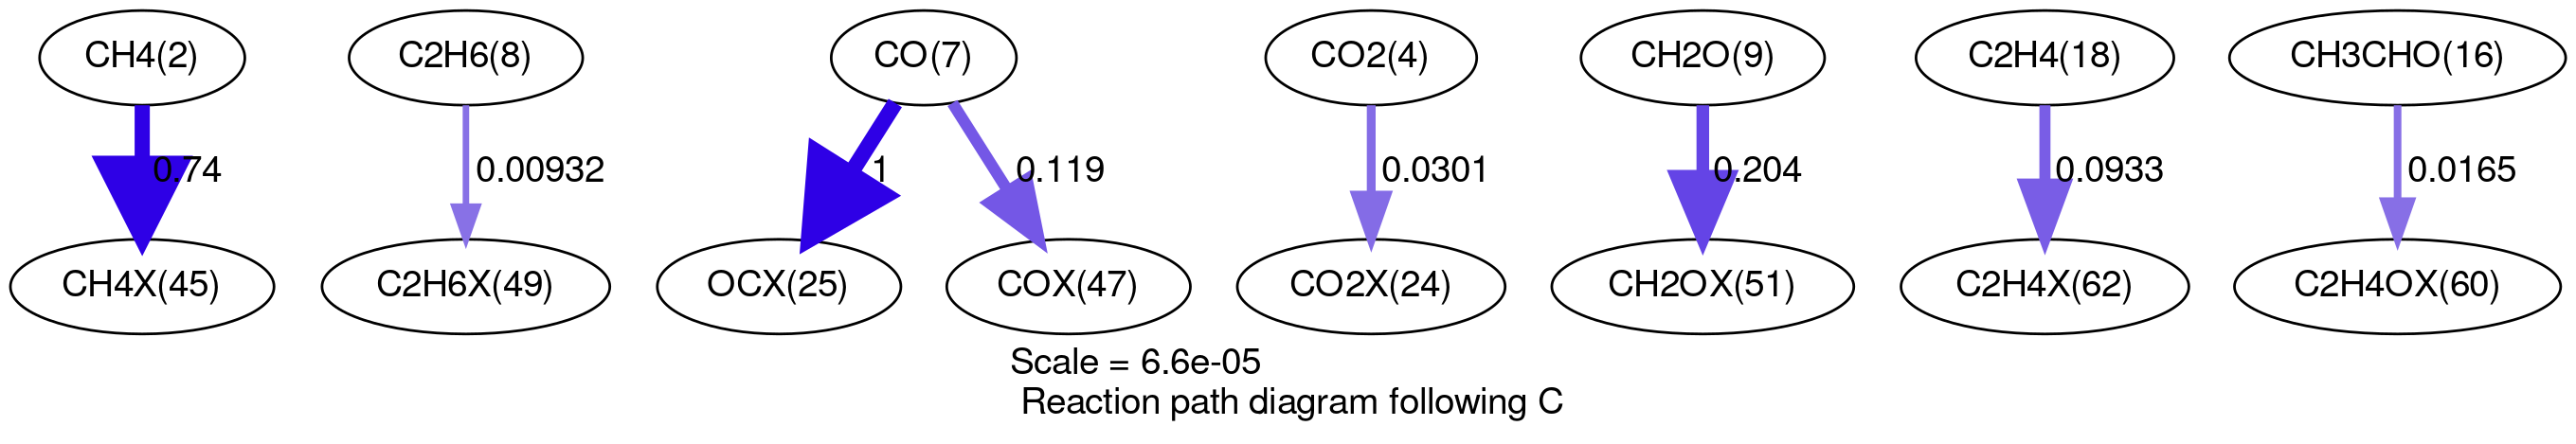 CH4(2) C2H6(8) CO(7) CO2(4) CH2O(9) C2H4(18) CH3CHO(16)
0.74 0.00932 1 0.119 0.0301 0.204 0.0933 0.0165
CH4X(45) C2H6X(49) OCX(25) COX(47) CO2X(24) CH2OX(51) C2H4X(62) C2H4OX(60)
Scale = 6.6e-05
Reaction path diagram following C